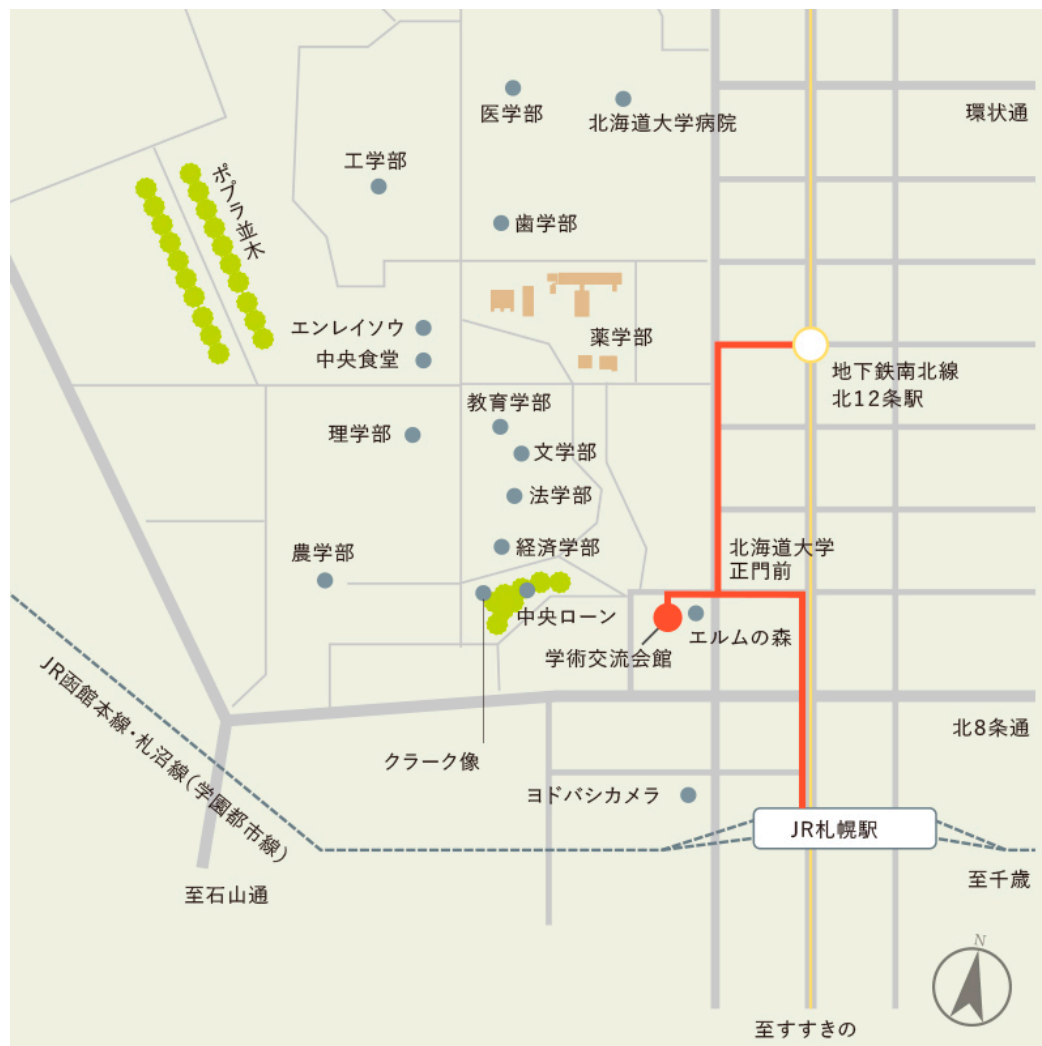 医学部
北海道大学病院
環状通
工学部
ポプラ並木
歯学部
エンレイソウ
薬学部
中央食堂
地下鉄南北線
北12条駅
教育学部
理学部
文学部
法学部
農学部
経済学部
北海道大学
正門前
中央ローン
エルムの森
学術交流会館
JR函館本線・札沼線(学園都市線)
北8条通
クラーク像
ヨドバシカメラ
JR札幌駅
至石山通
至千歳
N
至すすきの